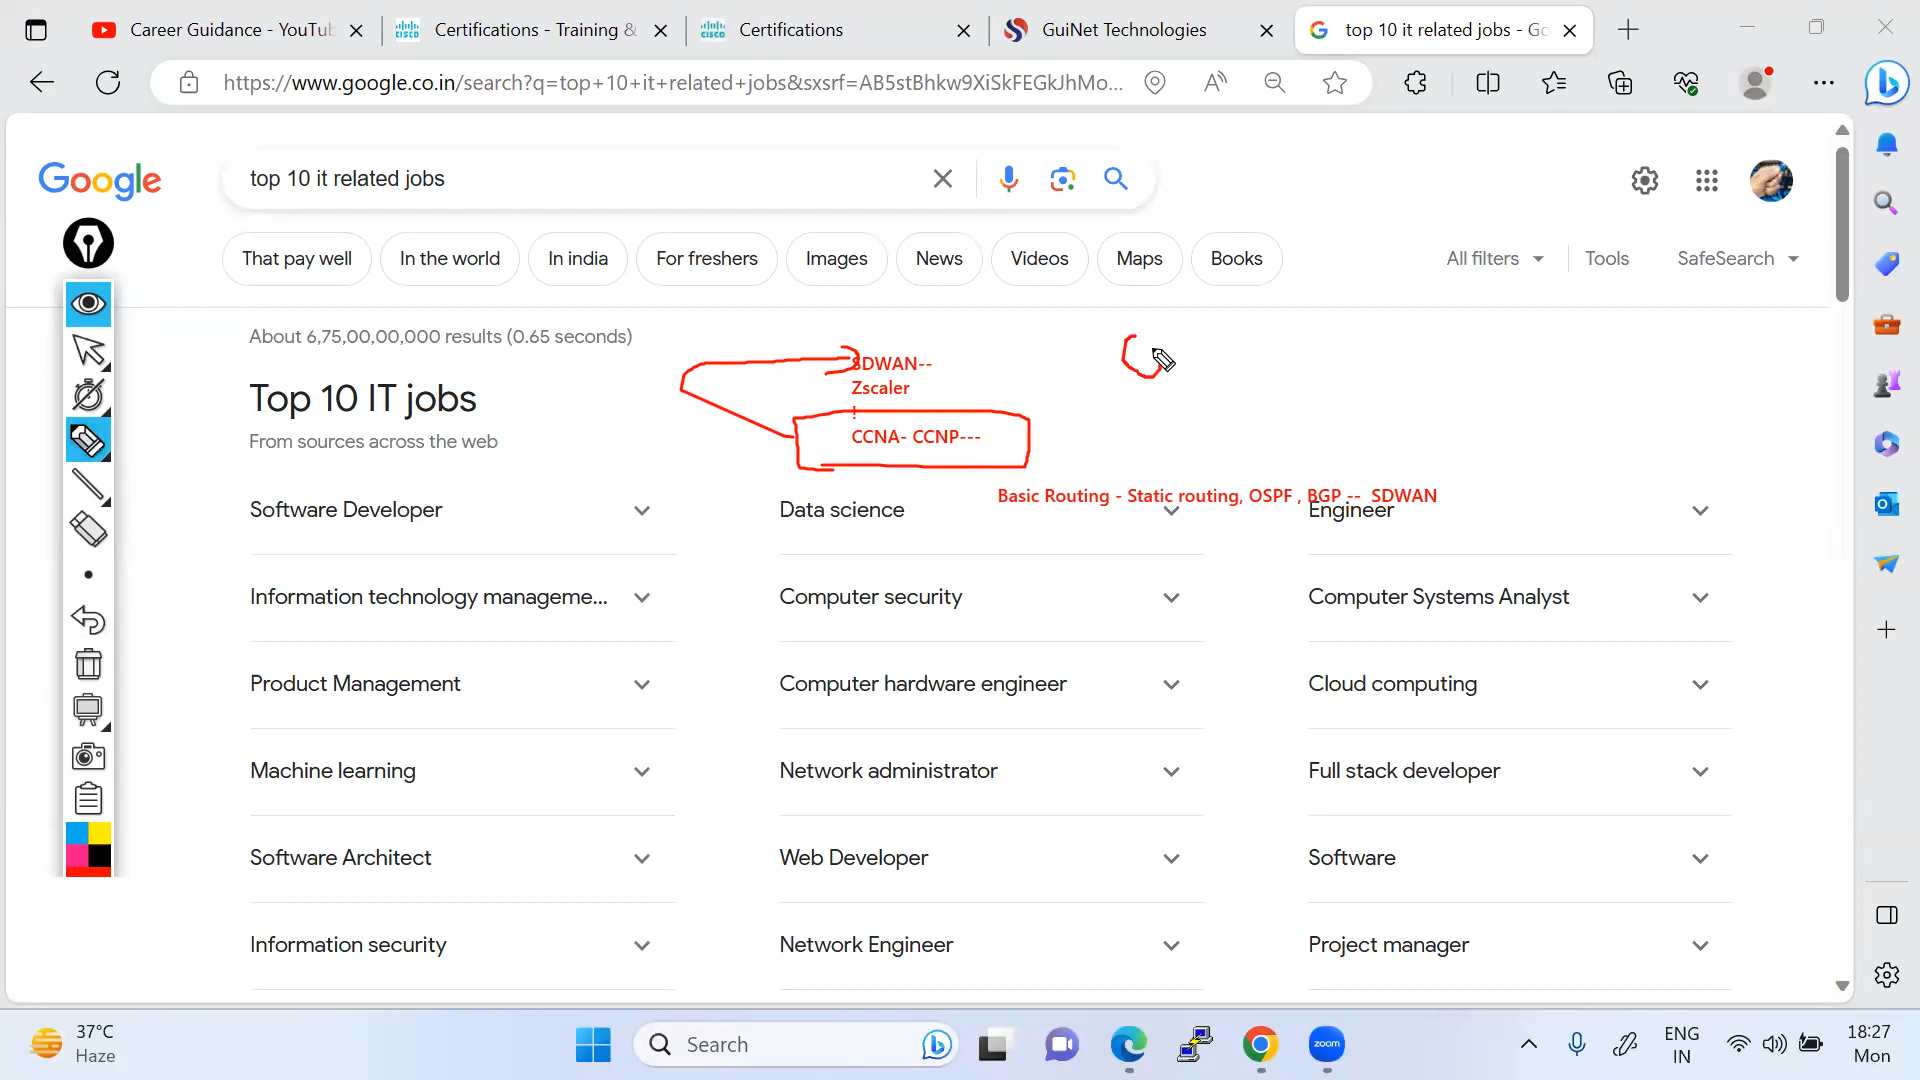 Career Guidance - YouTub
Certifications - Training &
Certifications
GuiNet Technologies
top 10 it related jobs - Go
https://www.google.co.in/search?q=top+10+it+related+jobs&sxsrf=AB5stBhkw9XiSkFEGkJhMo...
Google
top 10 it related jobs
That pay well
In the world
In india
For freshers
Images
News
Videos
Maps
Books
All filters
Tools
SafeSearch
About 6,75,00,00,000 results (0.65 seconds)
SDWAN--
Zscaler
!
CCNA- CCNP---
Top 10 IT jobs
From sources across the web
Basic Routing - Static routing, OSPF , BGP -- SDWAN
Software Developer
Data science
Engineer
Information technology manageme...
Computer security
Computer Systems Analyst
Product Management
Computer hardware engineer
Cloud computing
Machine learning
Network administrator
Full stack developer
Software Architect
Web Developer
Software
Information security
Network Engineer
Project manager
37°C
Haze
Search
zoom
ENG
IN
18:27
Mon